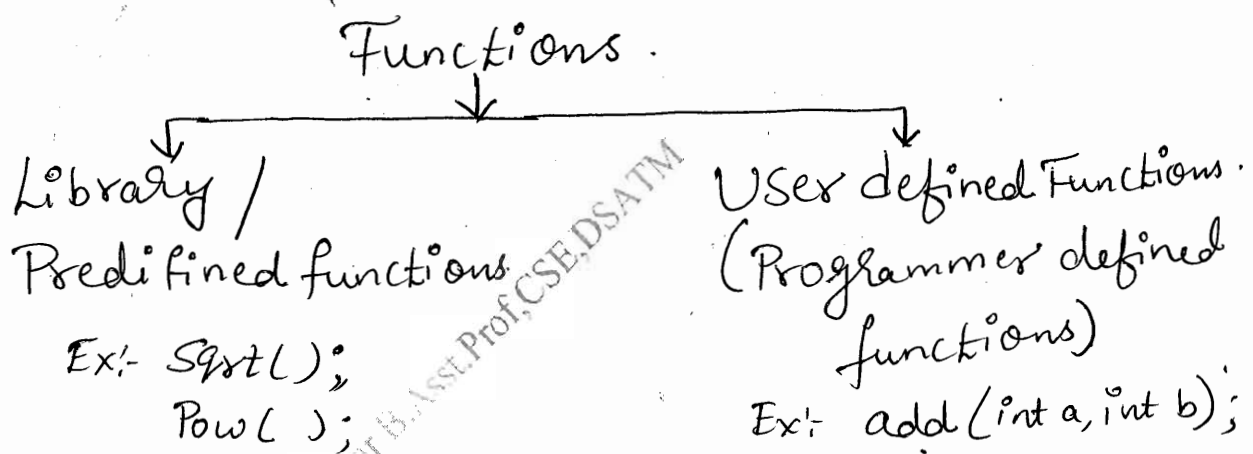 Functions.
Library /
Predifined functions
Ex:- Sqrt();
Pow( );
User defined Functions.
(Programmer defined
functions)
Ex:- add(int a, int b);
B.Asst.Prof,CSE,DSATM